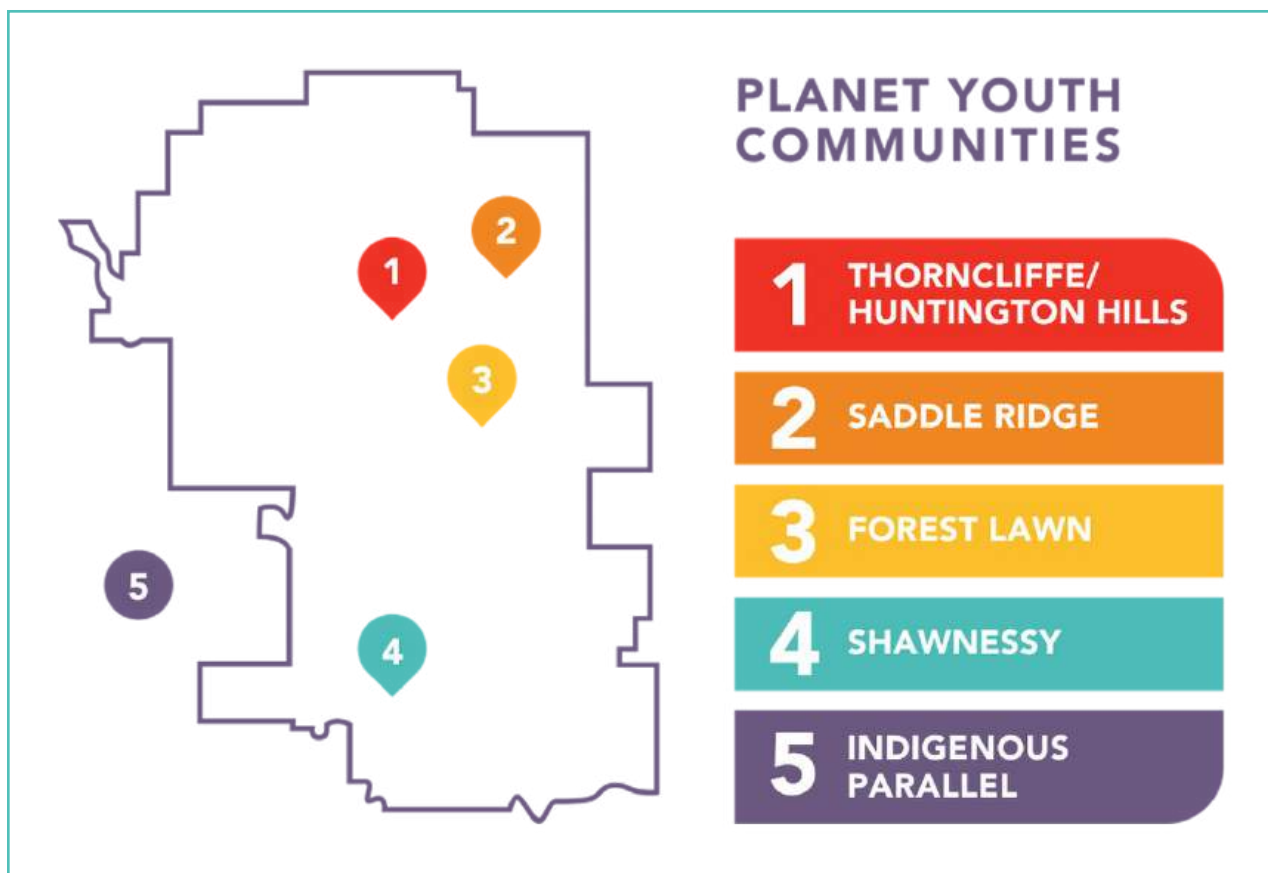 PLANET YOUTH
COMMUNITIES
1
2
3
4
5
1
THORNCLIFFE/
HUNTINGTON HILLS
2
SADDLE RIDGE
3
FOREST LAWN
4
SHAWNESSY
5
INDIGENOUS
PARALLEL